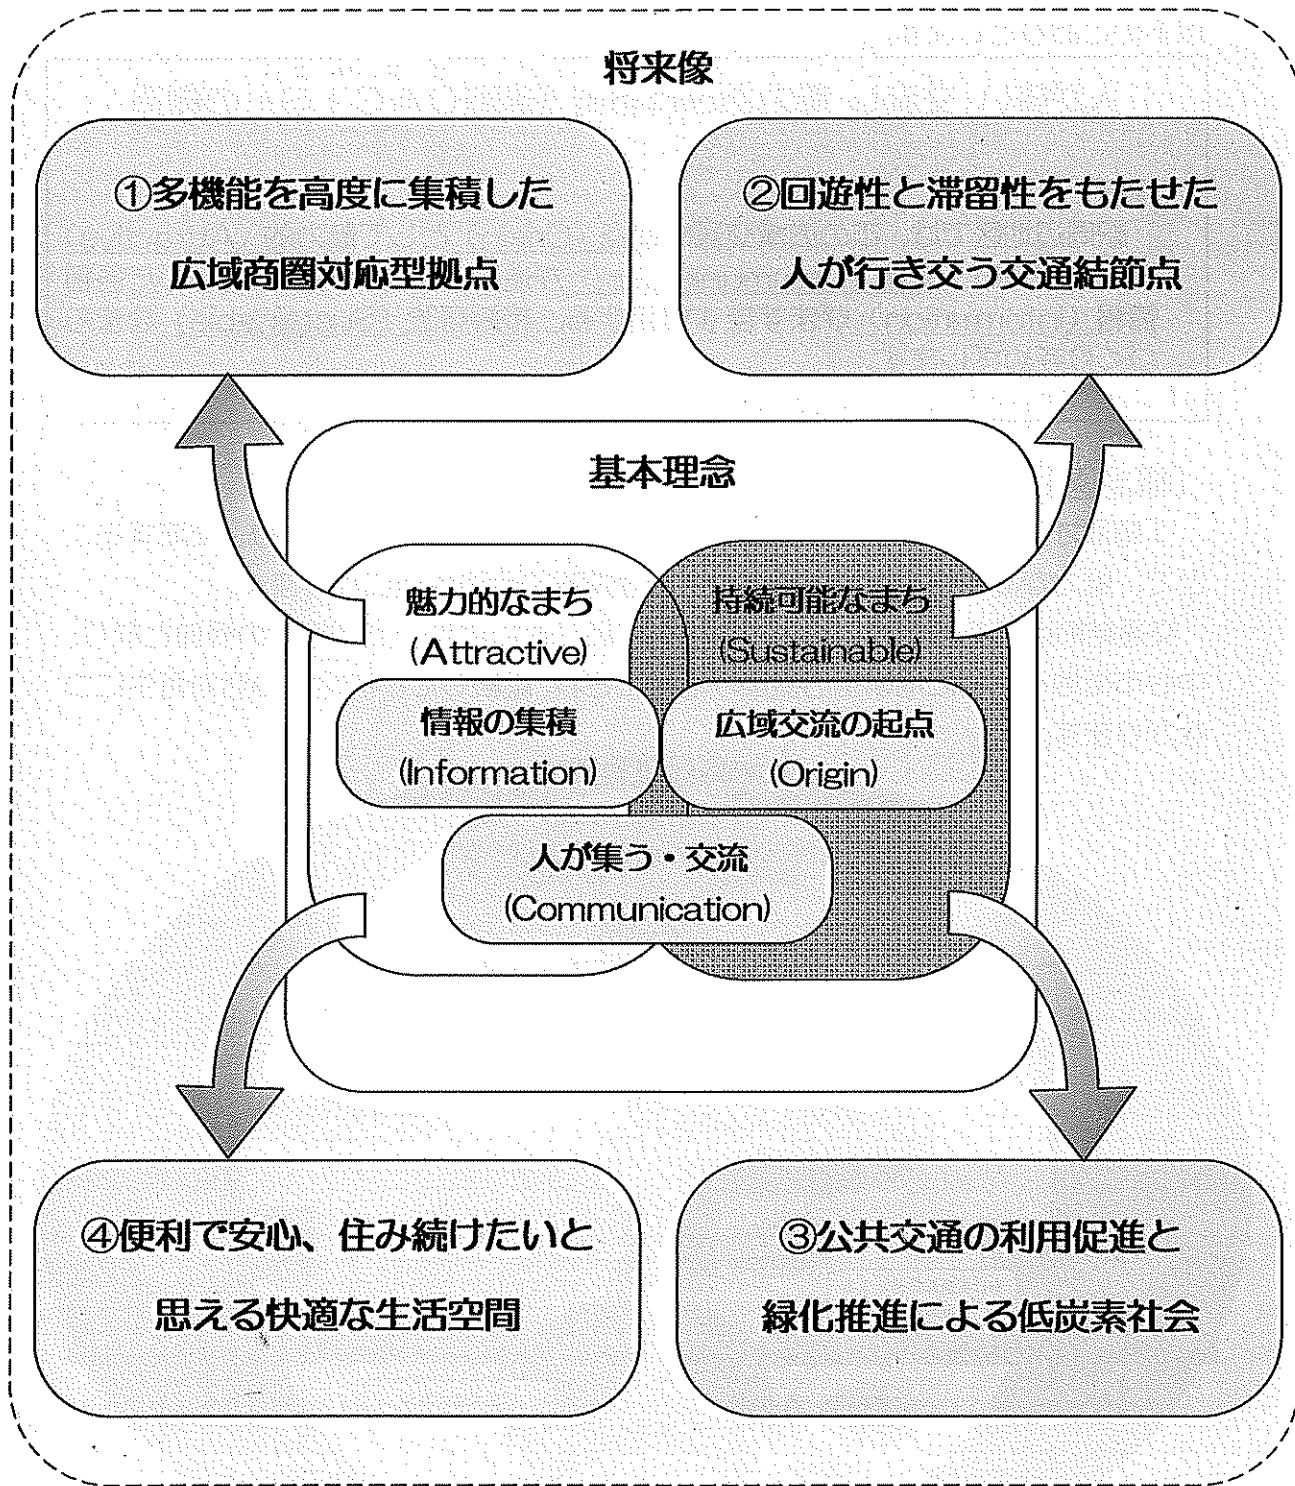 将来像
①多機能を高度に集積した
広域商圏対応型拠点
②回遊性と滞留性をもたせた
人が行き交う交通結節点
基本理念
魅力的なまち
(Attractive)
持続可能なまち
(Sustainable)
情報の集積
(Information)
広域交流の起点
(Origin)
人が集う・交流
(Communication)
④便利で安心、住み続けたいと
思える快適な生活空間
③公共交通の利用促進と
緑化推進による低炭素社会